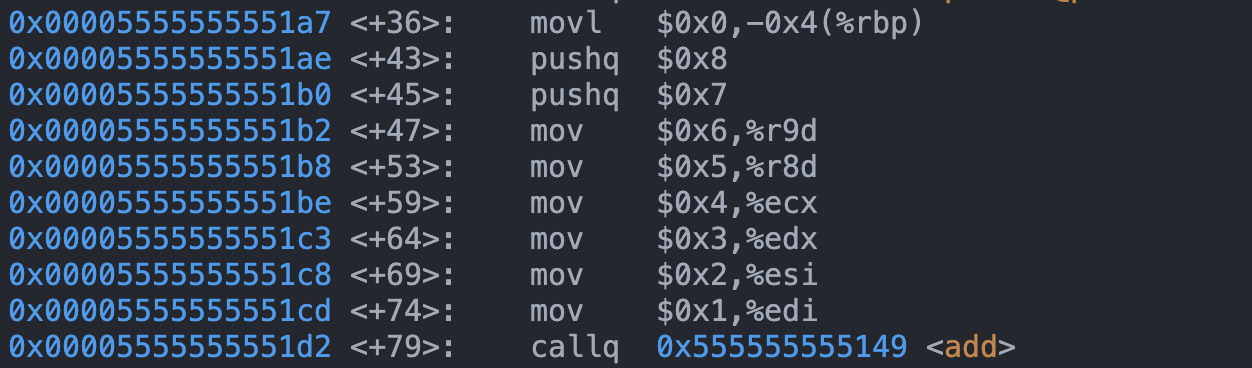 0x00005555555551a7 <+36>: movl $0x0,-0x4(%rbp)
0x00005555555551ae <+43>: pushq $0x8
0x00005555555551b0 <+45>: pushq $0x7
0x00005555555551b2 <+47>: mov $0x6,%r9d
0x00005555555551b8 <+53>: mov $0x5,%r8d
0x00005555555551be <+59>: mov $0x4,%ecx
0x00005555555551c3 <+64>: mov $0x3,%edx
0x00005555555551c8 <+69>: mov $0x2,%esi
0x00005555555551cd <+74>: mov $0x1,%edi
0x00005555555551d2 <+79>: callq 0x555555555149 <add>